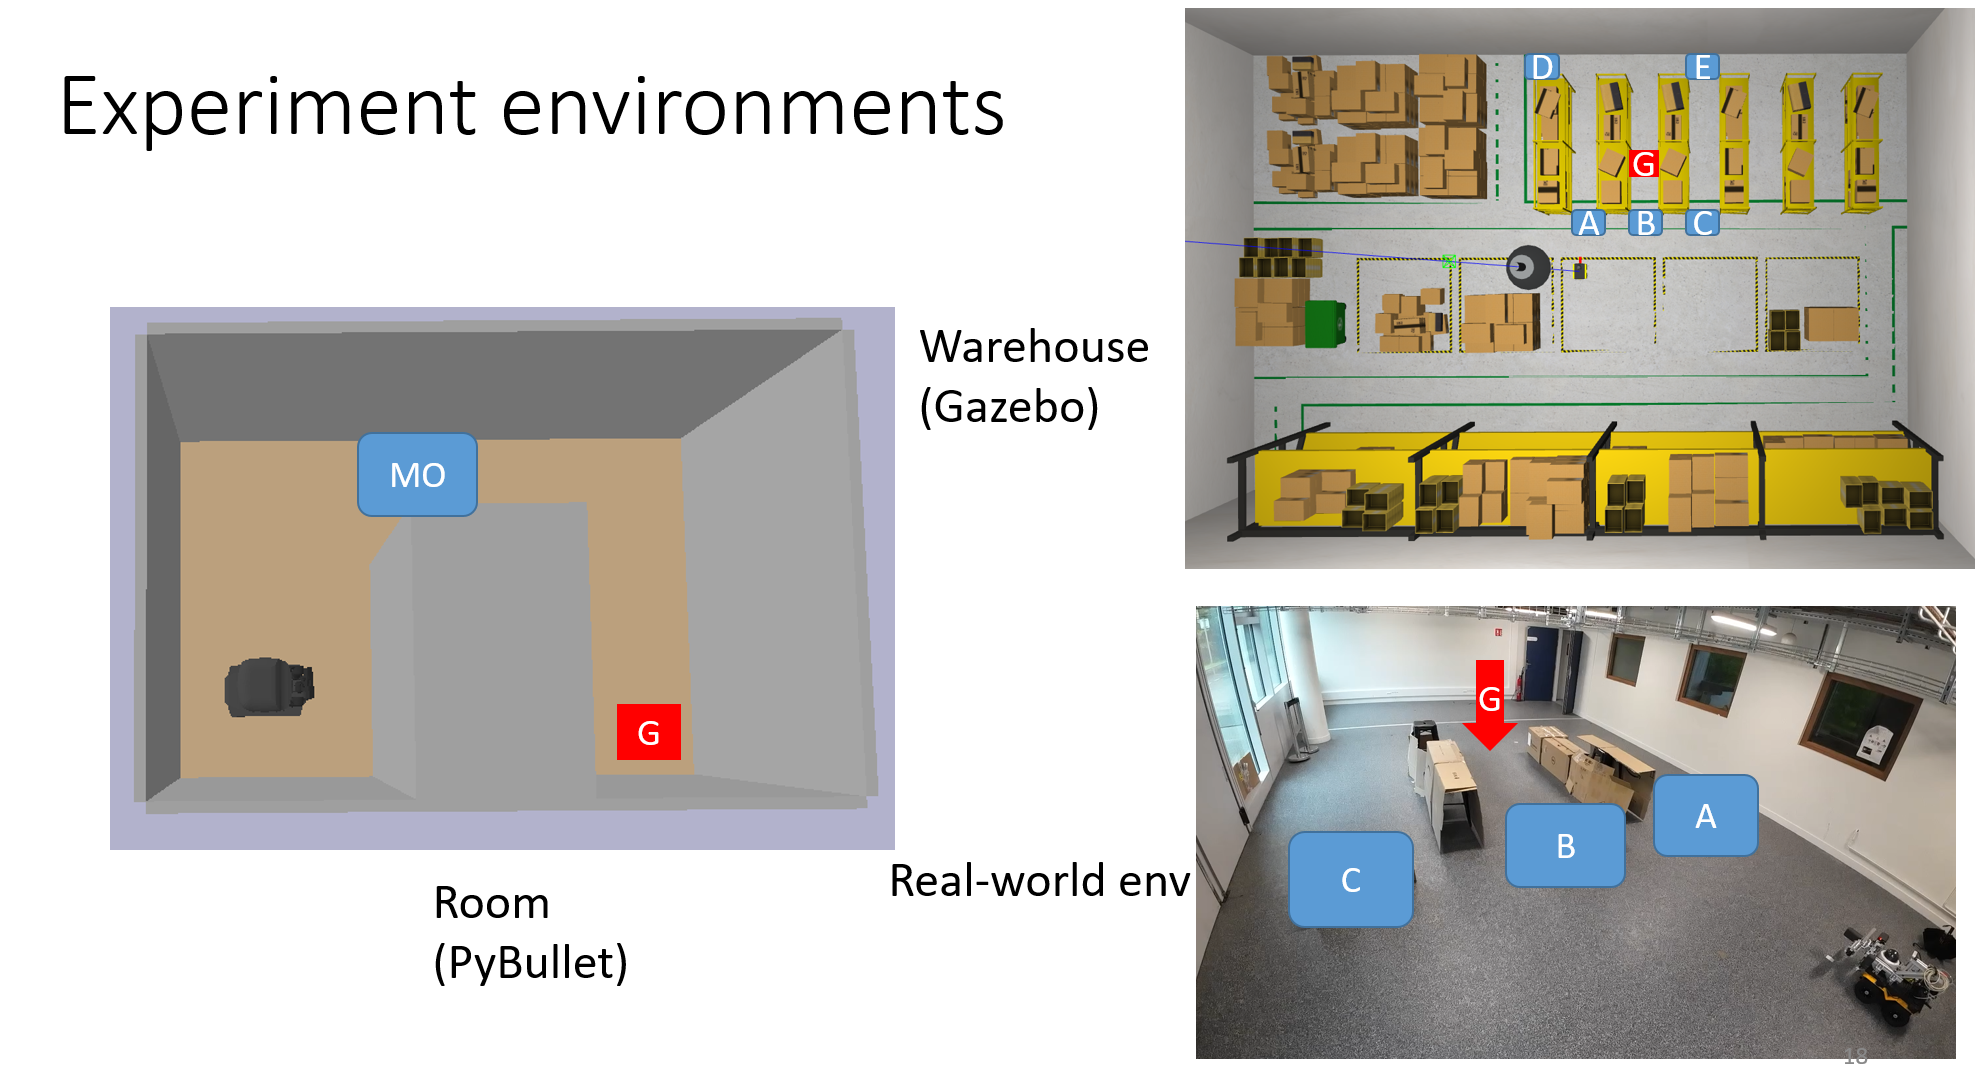 Experiment environments
D
E
G
A
B
C
Warehouse
(Gazebo)
MO
G
G
A
B
C
Real-world env
Room
(PyBullet)
18